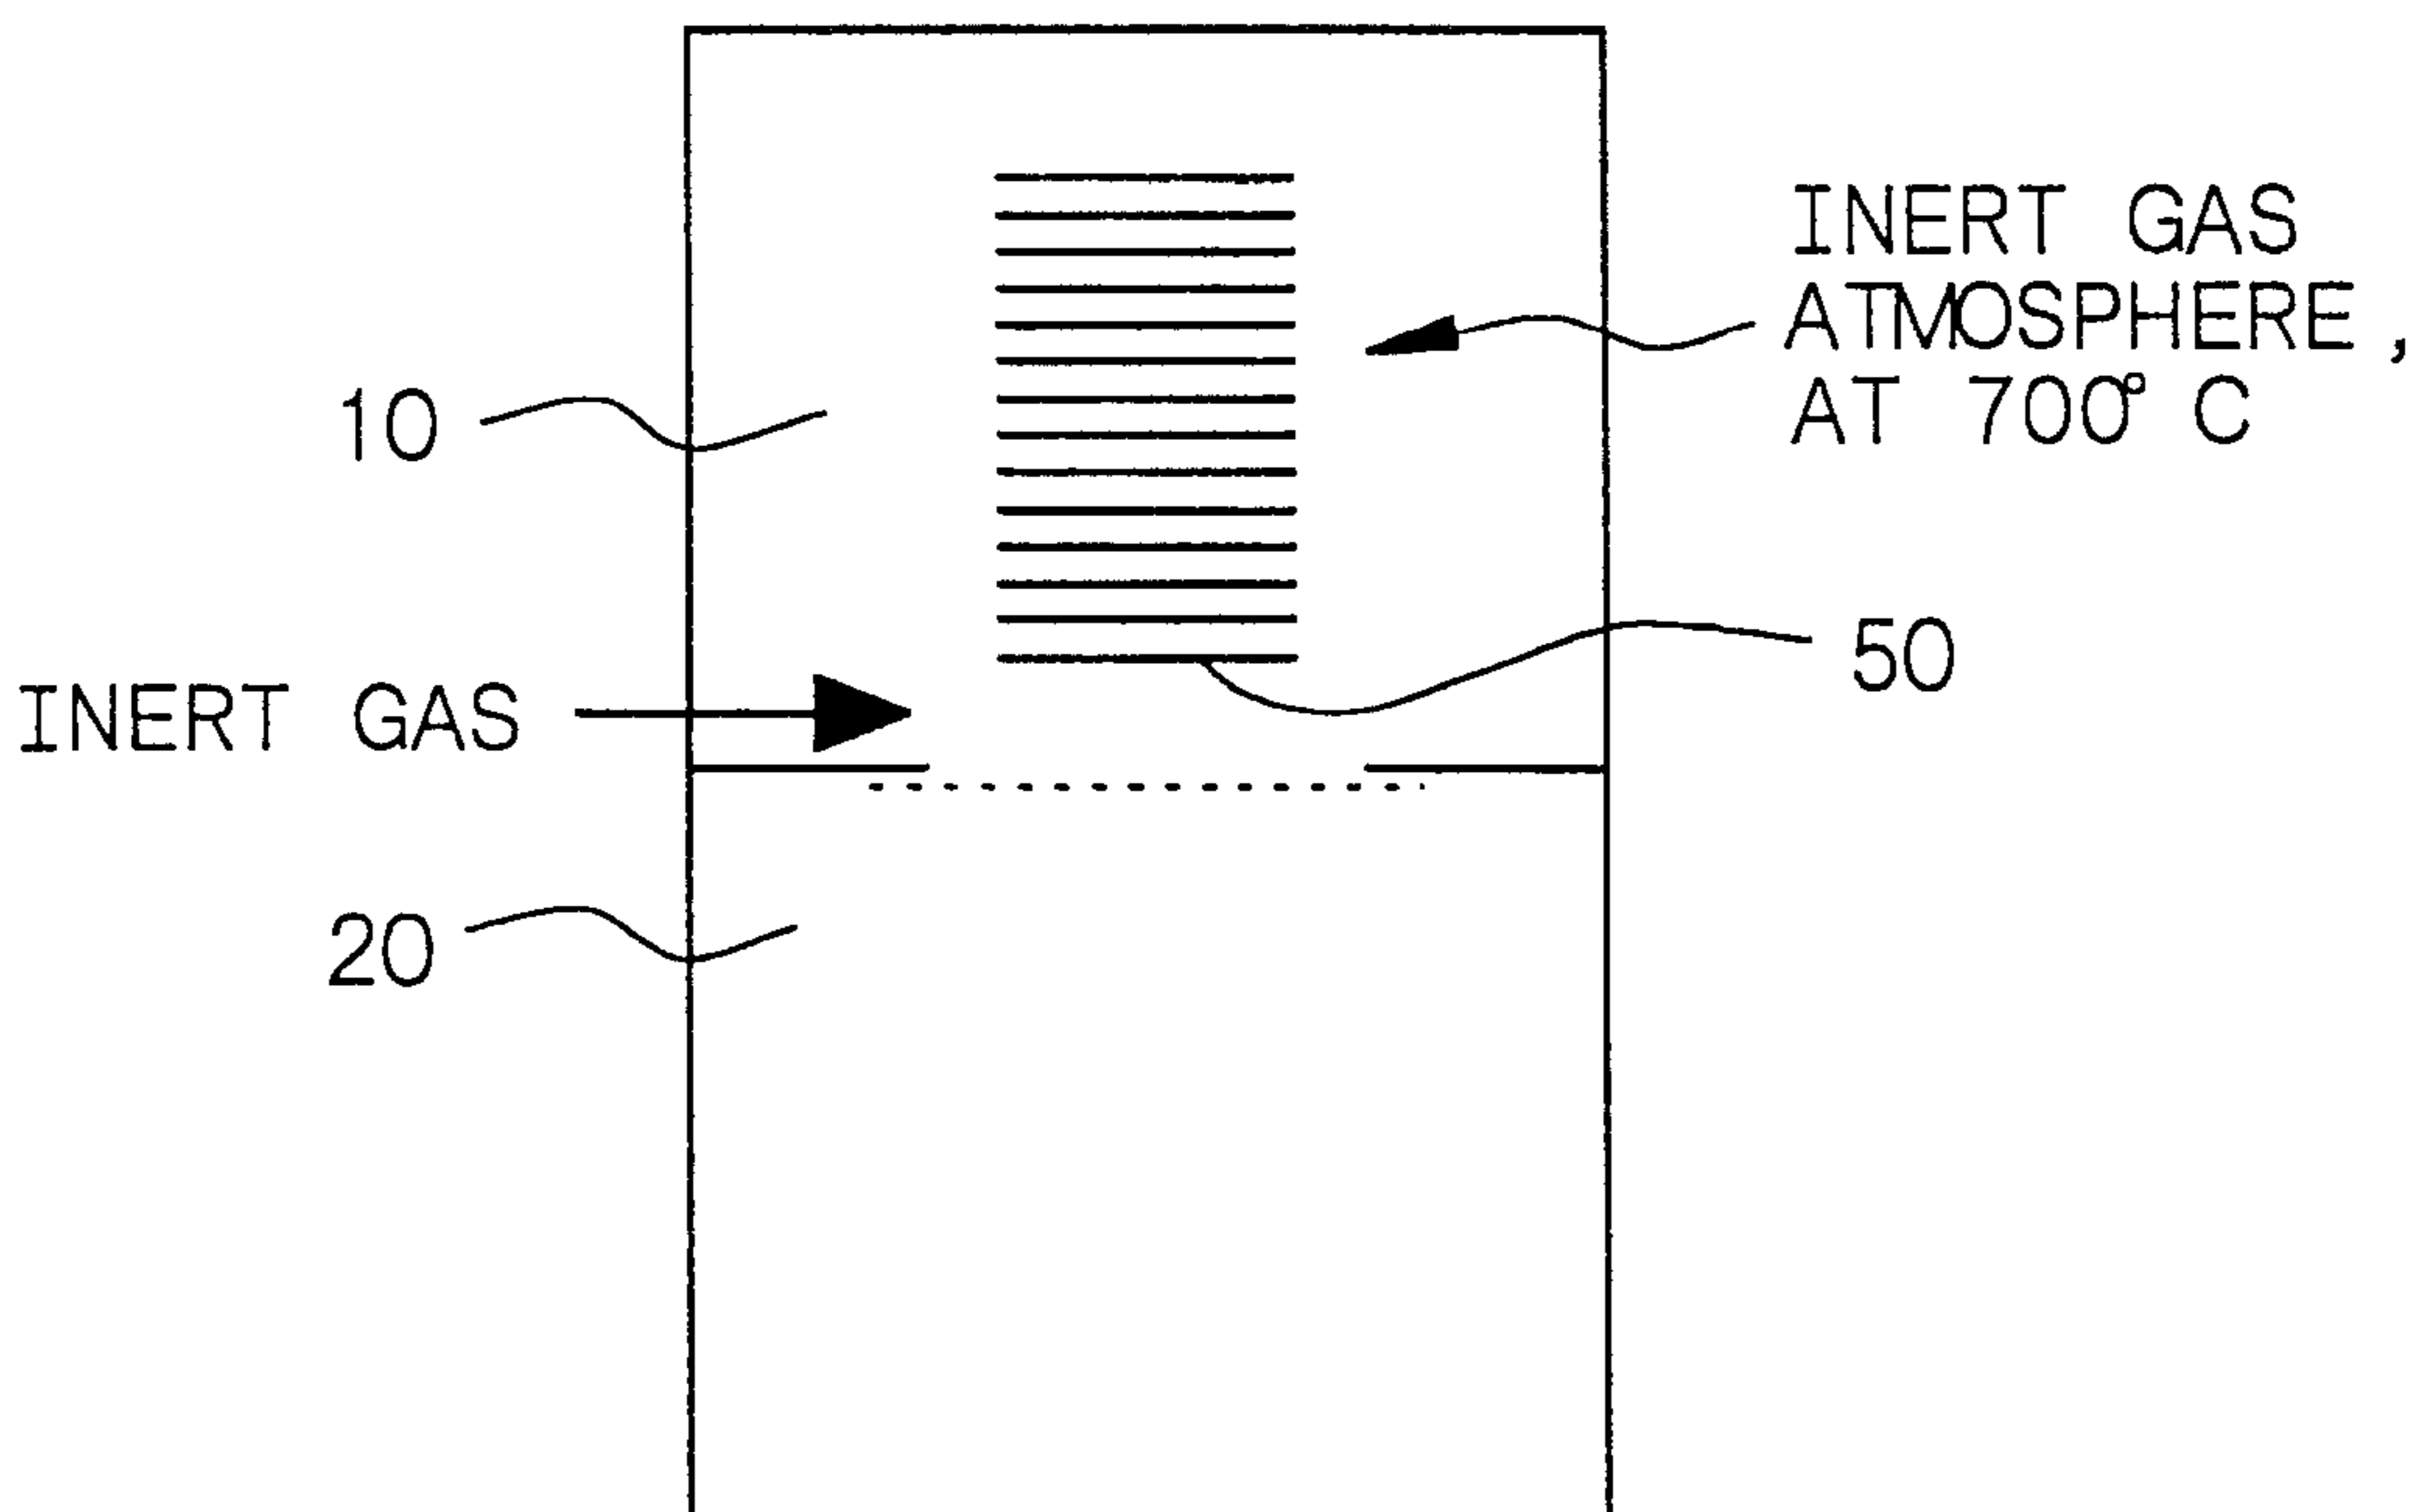 INERT GAS
ATMOSPHERE,
AT 700° C
10
50
INERT GAS
20